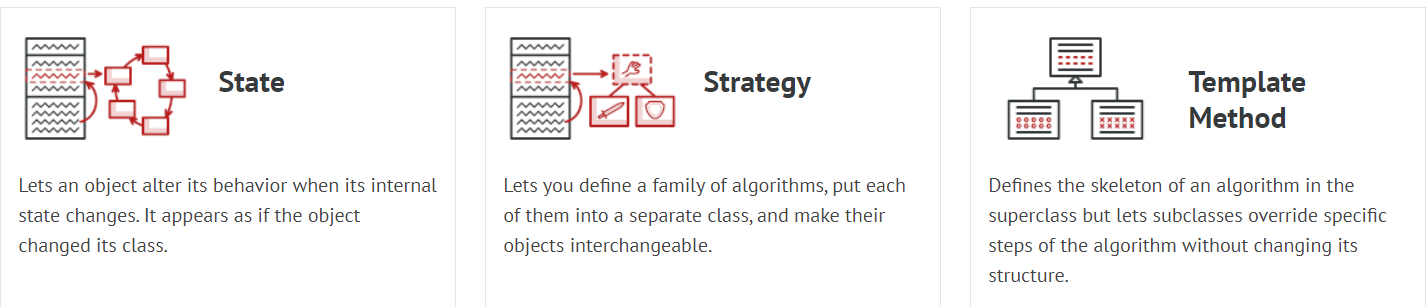 State
Lets an object alter its behavior when its internal
state changes. It appears as if the object
changed its class.
Strategy
Lets you define a family of algorithms, put each
of them into a separate class, and make their
objects interchangeable.
Template
Method
Defines the skeleton of an algorithm in the
superclass but lets subclasses override specific
steps of the algorithm without changing its
structure.